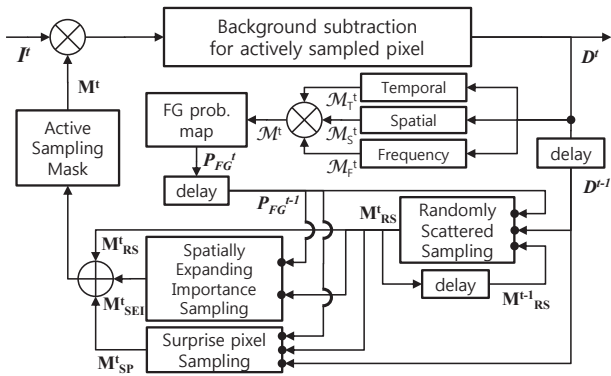 Background subtraction
for actively sampled pixel
I^t
D^t
M^t
FG prob.
map
ℳ^t
ℳ_T^t
ℳ_S^t
ℳ_F^t
Temporal
Spatial
Frequency
Active
Sampling
Mask
P_FG^t
delay
delay
D^t-1
P_FG^t-1
M^t_RS
Randomly
Scattered
Sampling
M^t_RS
Spatially
Expanding
Importance
Sampling
delay
M^t-1_RS
M^t_SEI
Surprise pixel
Sampling
M^t_SP